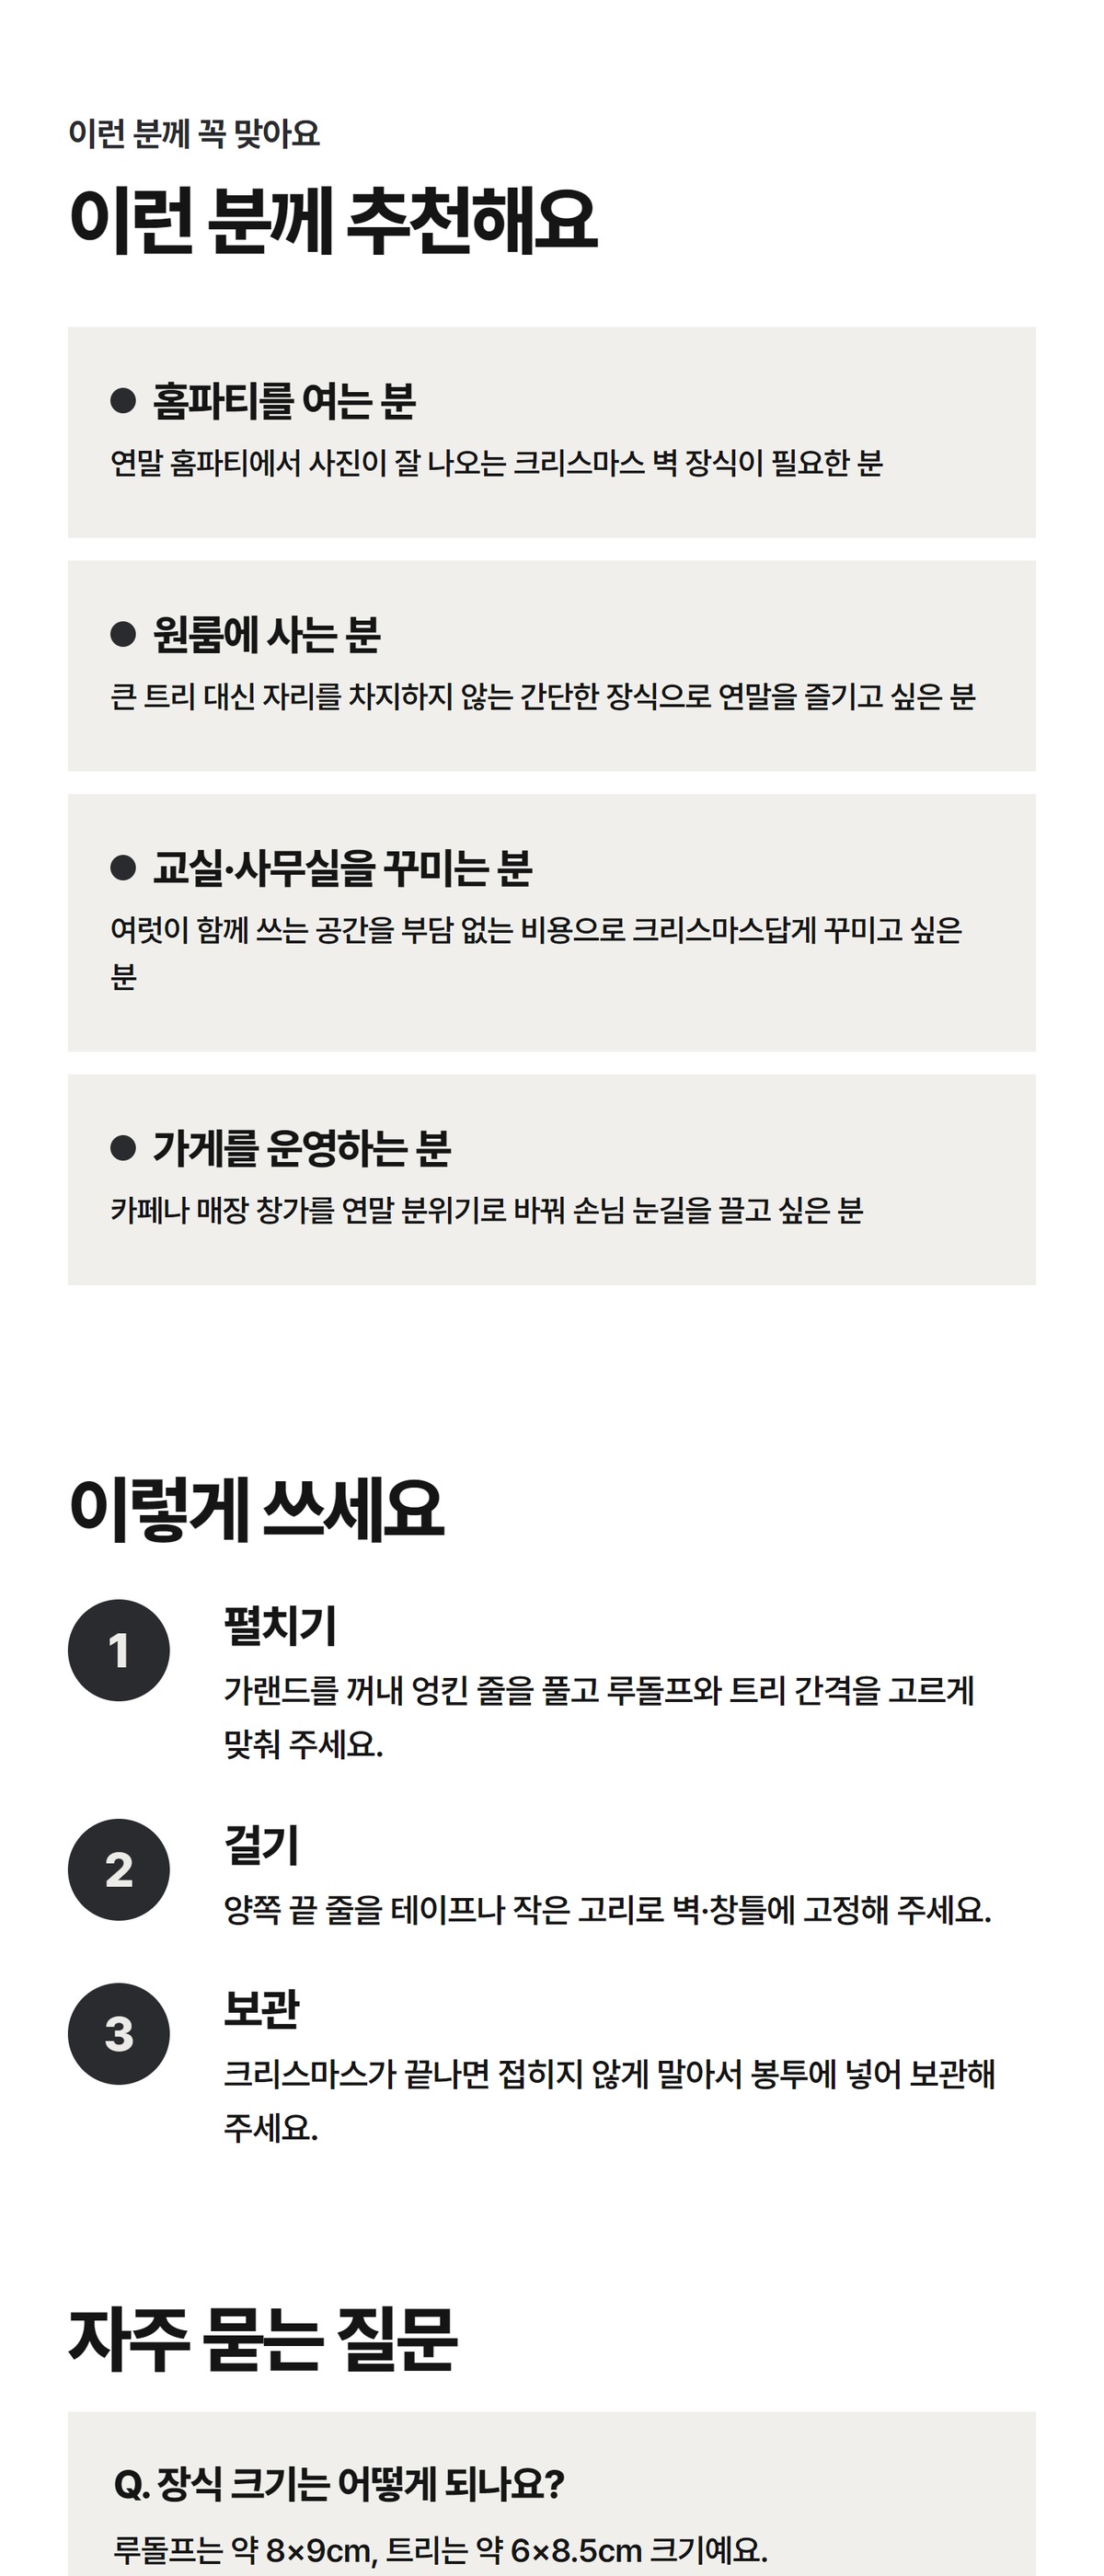 이런 분께 꼭 맞아요
이런 분께 추천해요
홈파티를 여는 분
연말 홈파티에서 사진이 잘 나오는 크리스마스 벽 장식이 필요한 분
원룸에 사는 분
큰 트리 대신 자리를 차지하지 않는 간단한 장식으로 연말을 즐기고 싶은 분
교실·사무실을 꾸미는 분
여럿이 함께 쓰는 공간을 부담 없는 비용으로 크리스마스답게 꾸미고 싶은
분
가게를 운영하는 분
카페나 매장 창가를 연말 분위기로 바꿔 손님 눈길을 끌고 싶은 분
이렇게 쓰세요
1
펼치기
가랜드를 꺼내 엉킨 줄을 풀고 루돌프와 트리 간격을 고르게
맞춰 주세요.
2
걸기
양쪽 끝 줄을 테이프나 작은 고리로 벽·창틀에 고정해 주세요.
3
보관
크리스마스가 끝나면 접히지 않게 말아서 봉투에 넣어 보관해
주세요.
자주 묻는 질문
Q. 장식 크기는 어떻게 되나요?
루돌프는 약 8×9cm, 트리는 약 6×8.5cm 크기예요.